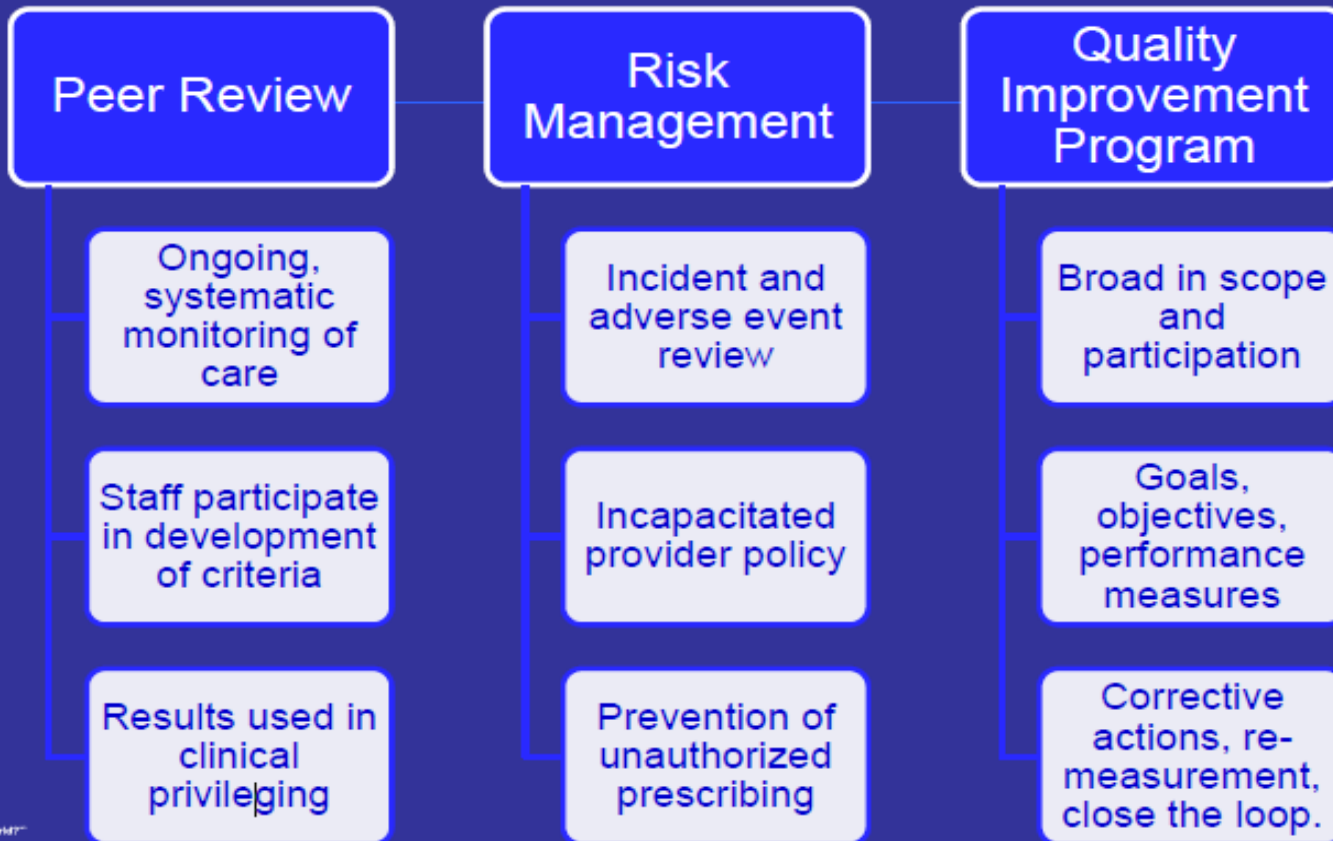 Peer Review
Ongoing,
systematic
monitoring of
care
Staff participate
in development
of criteria
Results used in
clinical
privileging
Risk
Management
Incident and
adverse event
review
Incapacitated
provider policy
Prevention of
unauthorized
prescribing
Quality
Improvement
Program
Broad in scope
and
participation
Goals,
objectives,
performance
measures
Corrective
actions, re-
measurement,
close the loop.